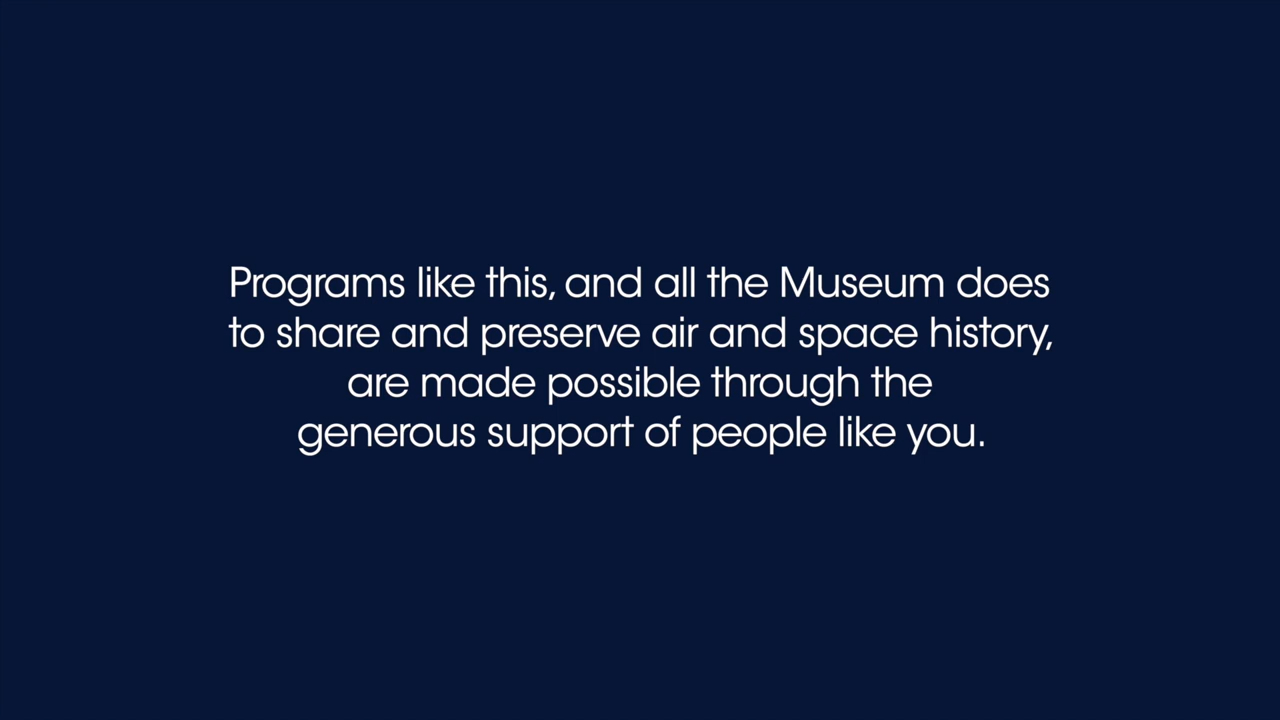 Programs like this, and all the Museum does
to share and preserve air and space history,
are made possible through the
generous support of people like you.